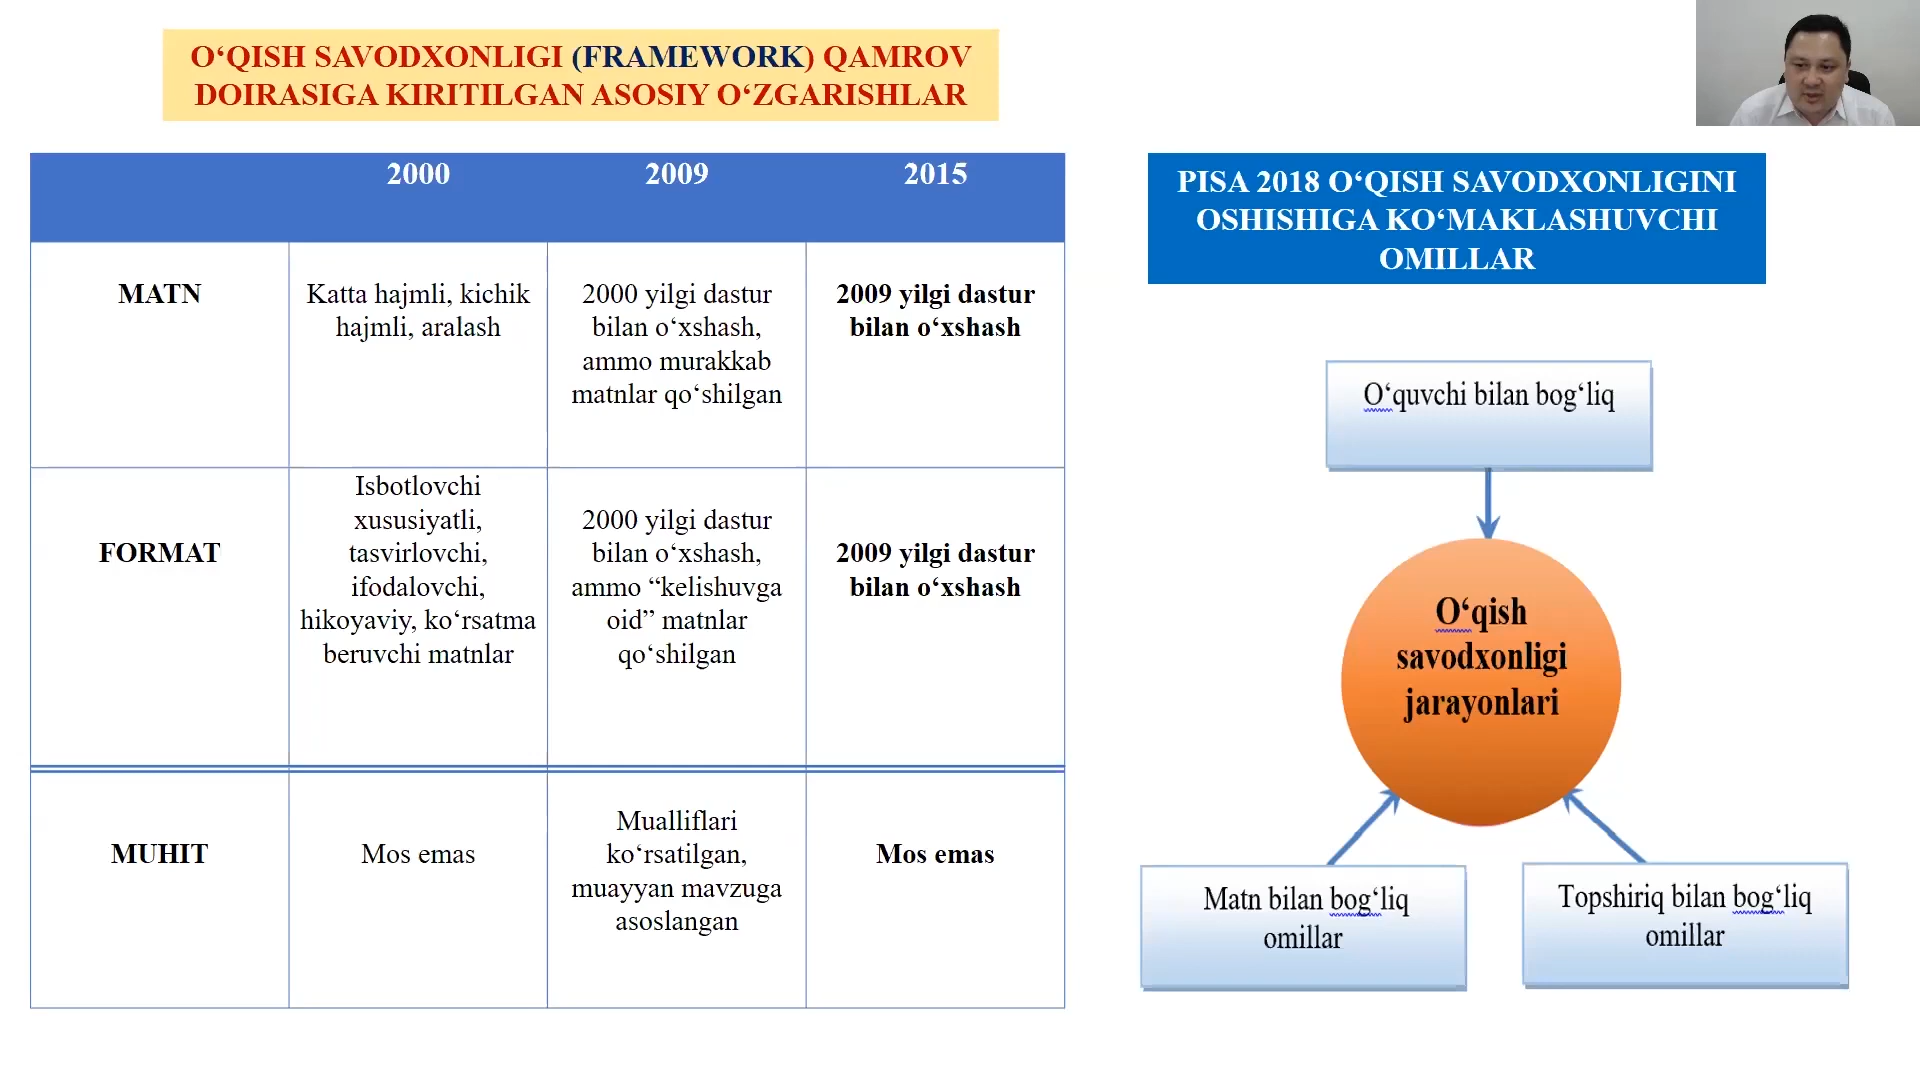 O‘QISH SAVODXONLIGI (FRAMEWORK) QAMROV
DOIRASIGA KIRITILGAN ASOSIY O‘ZGARISHLAR
2000
2009
2015
MATN
Katta hajmli, kichik
hajmli, aralash
2000 yilgi dastur
bilan o‘xshash,
ammo murakkab
matnlar qo‘shilgan
2009 yilgi dastur
bilan o‘xshash
FORMAT
Isbotlovchi
xususiyatli,
tasvirlovchi,
ifodalovchi,
hikoyaviy, ko‘rsatma
beruvchi matnlar
2000 yilgi dastur
bilan o‘xshash,
ammo “kelishuvga
oid” matnlar
qo‘shilgan
2009 yilgi dastur
bilan o‘xshash
MUHIT
Mos emas
Mualliflari
ko‘rsatilgan,
muayyan mavzuga
asoslangan
Mos emas
PISA 2018 O‘QISH SAVODXONLIGINI
OSHISHIGA KO‘MAKLASHUVCHI
OMILLAR
O‘quvchi bilan bog‘liq
O‘qish
savodxonligi
jarayonlari
Matn bilan bog‘liq
omillar
Topshiriq bilan bog‘liq
omillar